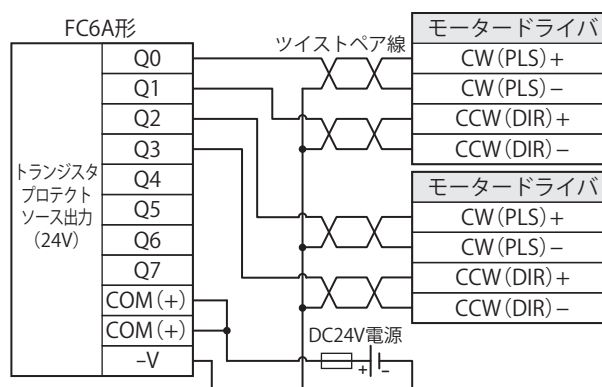 FC6A形
トランジスタ
プロテクト
ソース出力
(24V)
Q0
Q1
Q2
Q3
Q4
Q5
Q6
Q7
COM(+)
COM(+)
–V
ツイストペア線
モータードライバ
CW(PLS)+
CW(PLS)−
CCW(DIR)+
CCW(DIR)−
モータードライバ
CW(PLS)+
CW(PLS)−
CCW(DIR)+
CCW(DIR)−
DC24V電源
+ −